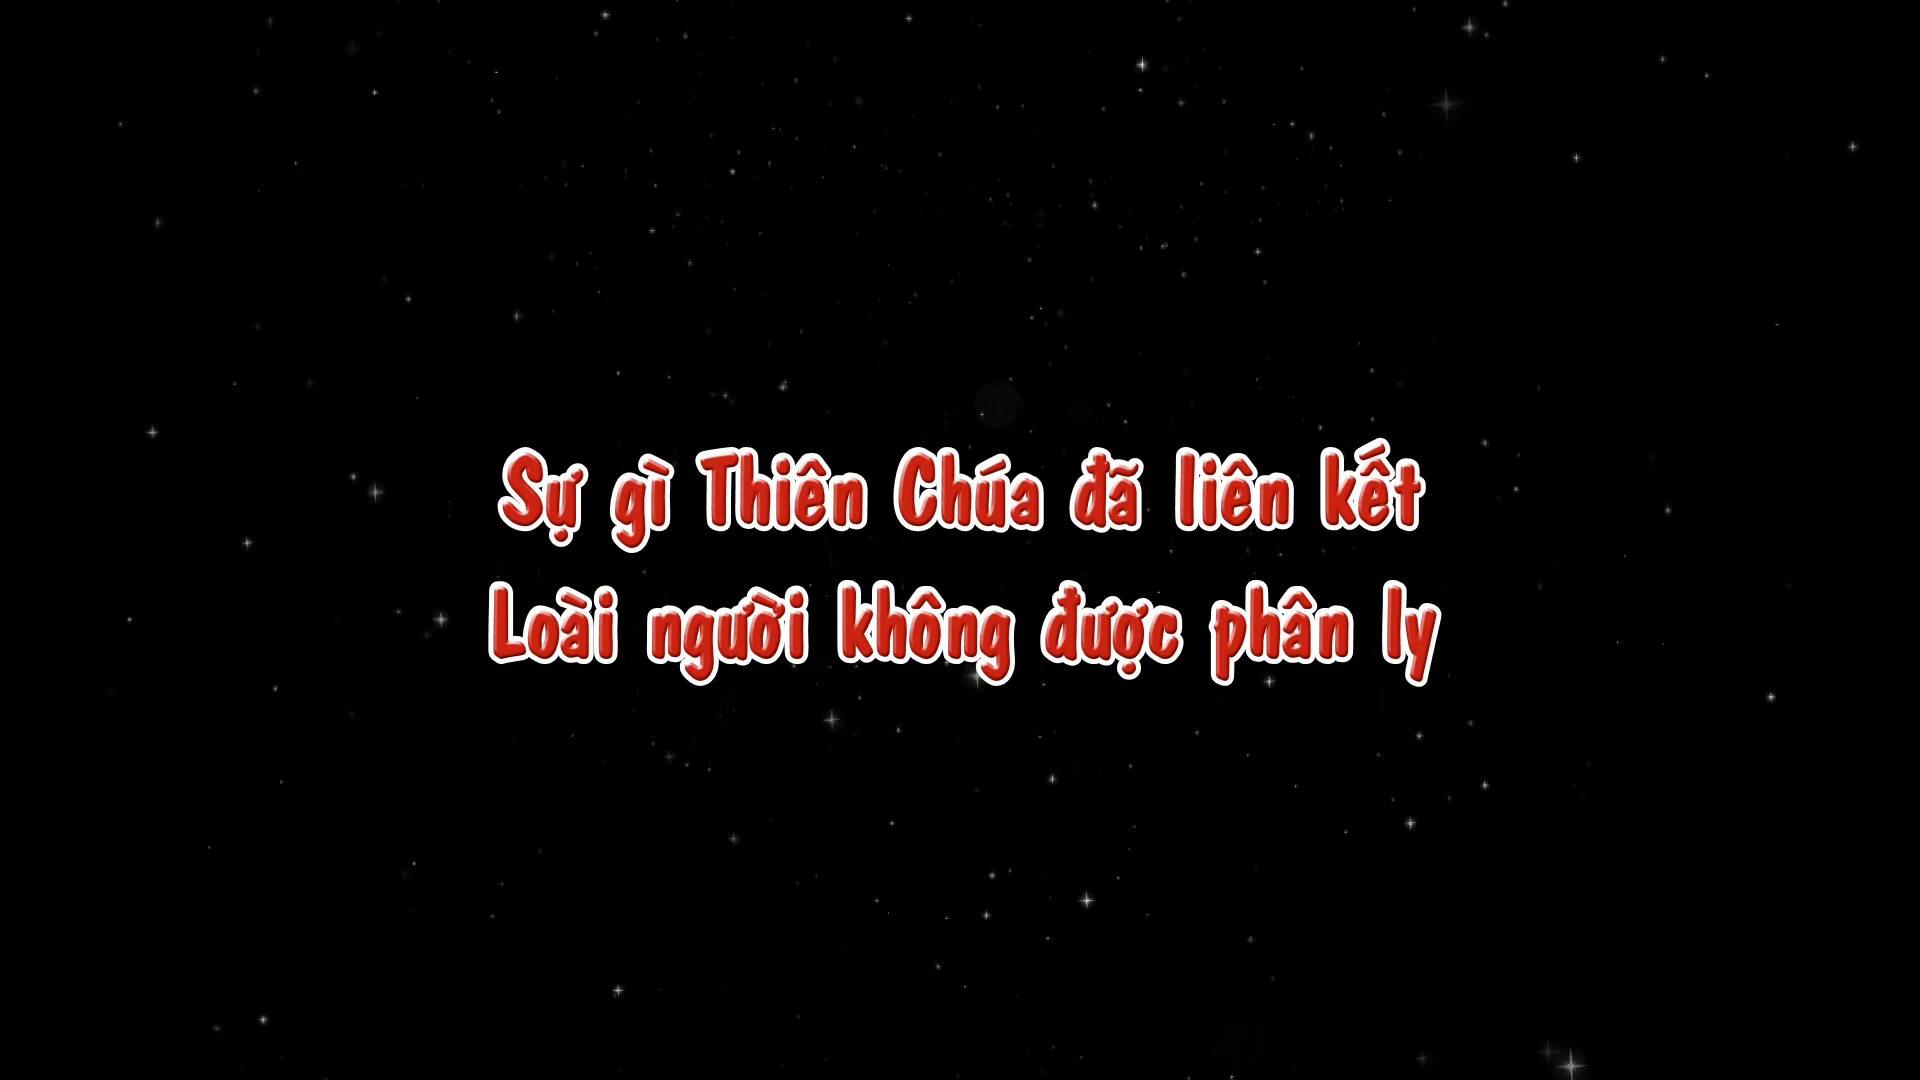 Sự gì Thiên Chúa đã liên kết
Loài người không được phân ly